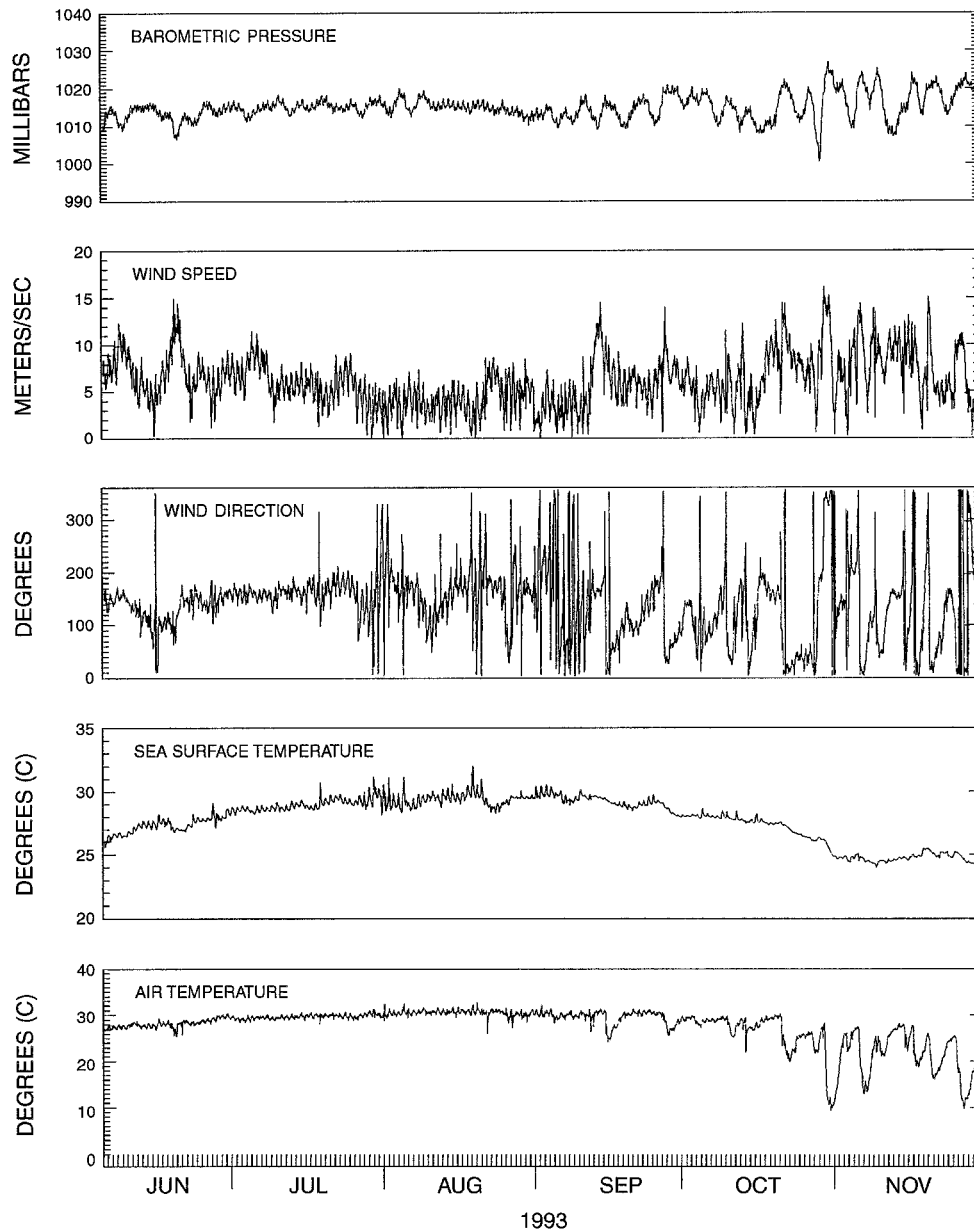 1040
1030
1020
1010
1000
990
MILLIBARS
BAROMETRIC PRESSURE
20
15
10
5
0
METERS/SEC
WIND SPEED
300
200
100
0
DEGREES
WIND DIRECTION
35
30
25
20
DEGREES (C)
SEA SURFACE TEMPERATURE
40
30
20
10
0
DEGREES (C)
AIR TEMPERATURE
JUN JUL AUG SEP OCT NOV
1993